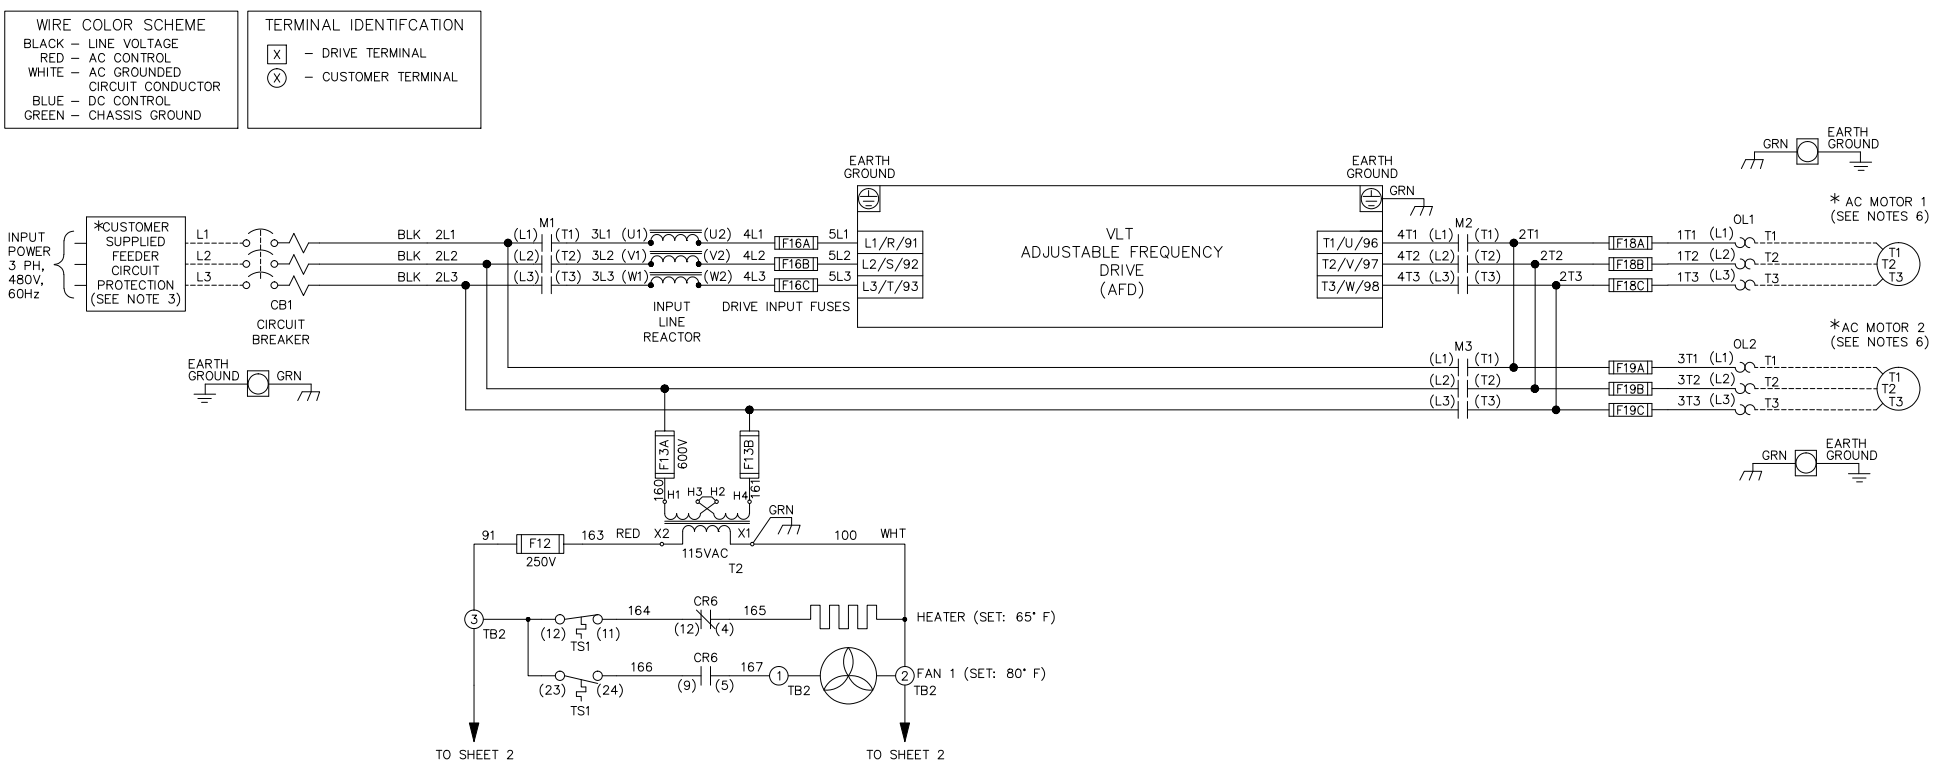 WIRE COLOR SCHEME
BLACK – LINE VOLTAGE
RED – AC CONTROL
WHITE – AC GROUNDED
CIRCUIT CONDUCTOR
BLUE – DC CONTROL
GREEN – CHASSIS GROUND
TERMINAL IDENTIFCATION
X – DRIVE TERMINAL
X – CUSTOMER TERMINAL
GRN
EARTH
GROUND
EARTH
GROUND
EARTH
GROUND
GRN
INPUT
POWER
3 PH,
480V,
60Hz
*CUSTOMER
SUPPLIED
FEEDER
CIRCUIT
PROTECTION
(SEE NOTE 3)
L1
L2
L3
CB1
CIRCUIT
BREAKER
BLK 2L1
BLK 2L2
BLK 2L3
M1
(L1) (T1) 3L1 (U1) (U2) 4L1 F16A 5L1 L1/R/91
(L2) (T2) 3L2 (V1) (V2) 4L2 F16B 5L2 L2/S/92
(L3) (T3) 3L3 (W1) (W2) 4L3 F16C 5L3 L3/T/93
INPUT
LINE
REACTOR
DRIVE INPUT FUSES
VLT
ADJUSTABLE FREQUENCY
DRIVE
(AFD)
M2
T1/U/96 4T1 (L1) (T1) 2T1 F18A 1T1 (L1) T1
T2/V/97 4T2 (L2) (T2) 2T2 F18B 1T2 (L2) T2
T3/W/98 4T3 (L3) (T3) 2T3 F18C 1T3 (L3) T3
OL1
* AC MOTOR 1
(SEE NOTES 6)
T1
T2
T3
M3
(L1) (T1) F19A 3T1 (L1) T1
(L2) (T2) F19B 3T2 (L2) T2
(L3) (T3) F19C 3T3 (L3) T3
OL2
*AC MOTOR 2
(SEE NOTES 6)
T1
T2
T3
EARTH
GROUND
GRN
GRN
EARTH
GROUND
F13A
600V
F13B
160
161
H1 H3 H2 H4
GRN
91 F12 163 RED X2 X1 100 WHT
250V
115VAC
T2
3
TB2
(12) (11)
TS1
164
CR6
(12) (4)
165
HEATER (SET: 65° F)
(23) (24)
TS1
166
CR6
(9) (5)
167
1
TB2
2
TB2
FAN 1 (SET: 80° F)
TO SHEET 2
TO SHEET 2